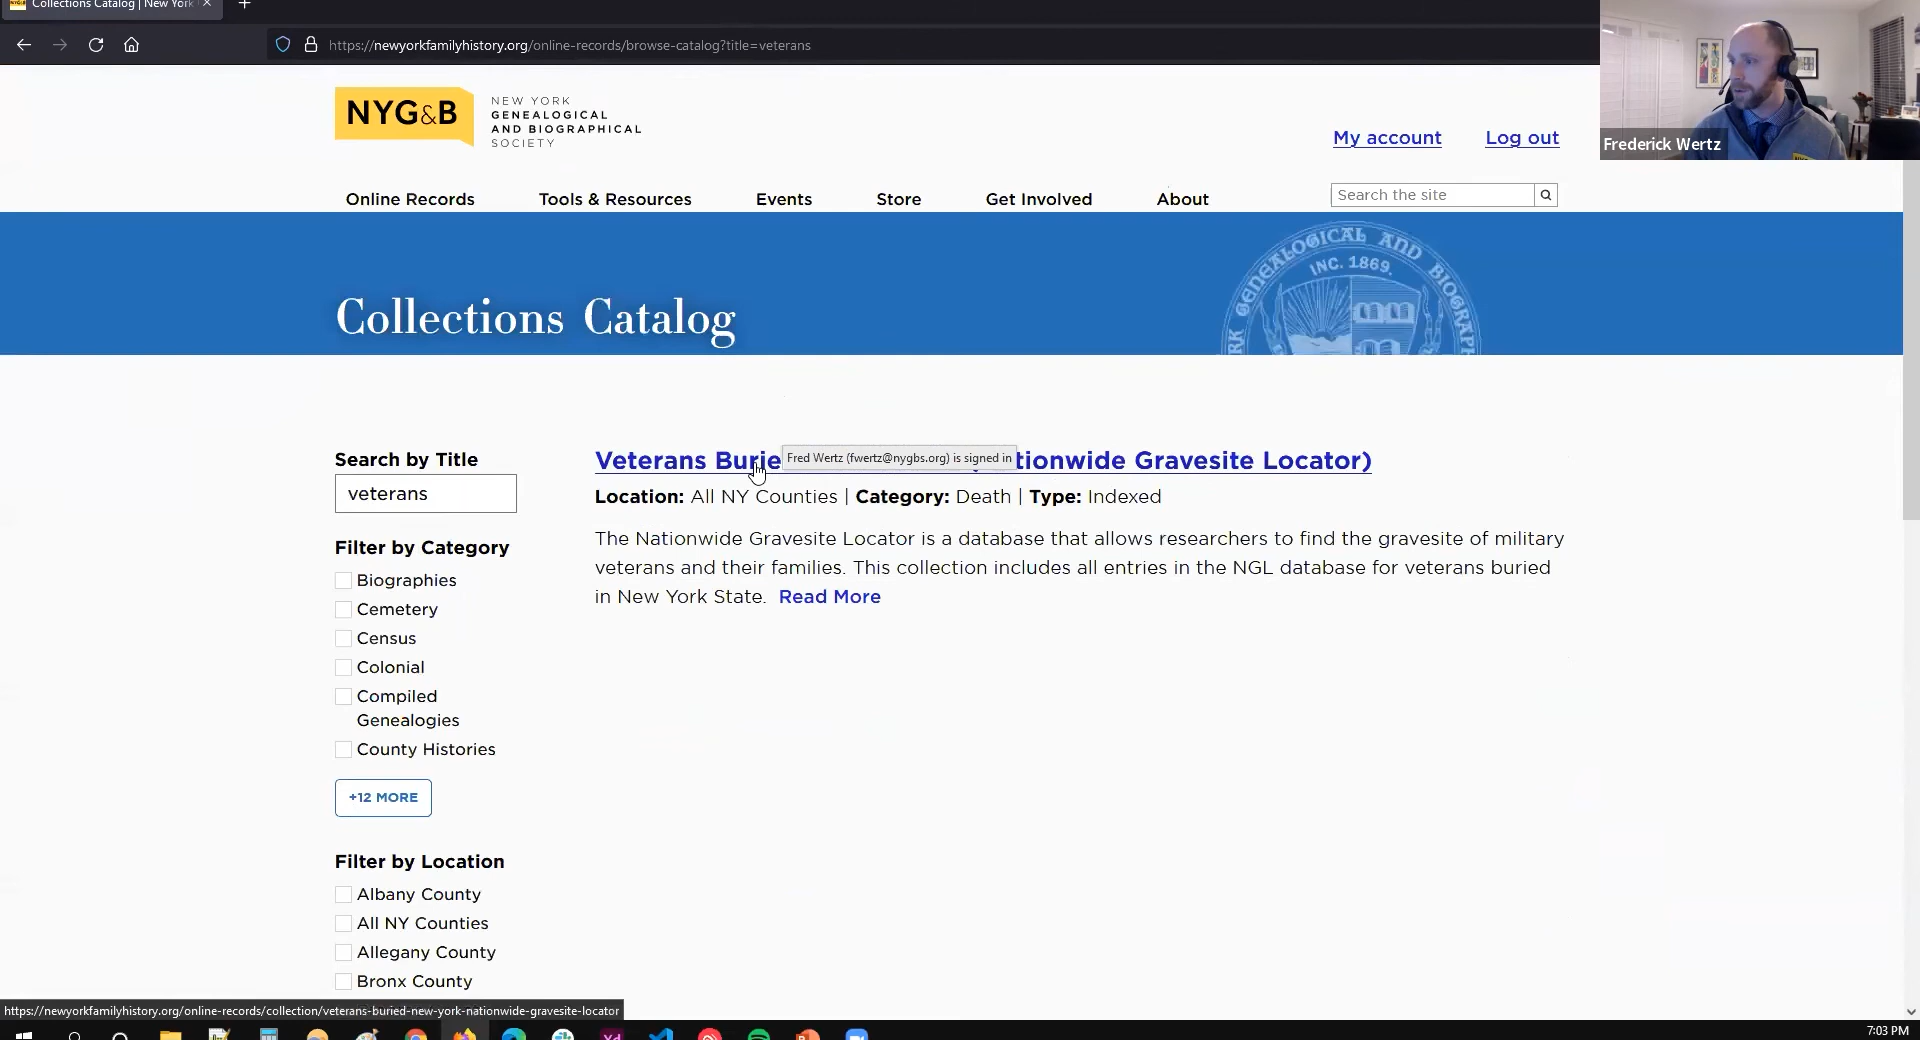 Collections Catalog | New York
https://newyorkfamilyhistory.org/online-records/browse-catalog?title=veterans
NYG&B
NEW YORK
GENEALOGICAL
AND BIOGRAPHICAL
SOCIETY
My account
Log out
Frederick Wertz
Online Records
Tools & Resources
Events
Store
Get Involved
About
Search the site
Collections Catalog
GENEALOGICAL AND BIOGRAP
INC. 1869.
RK
Search by Title
veterans
Filter by Category
Biographies
Cemetery
Census
Colonial
Compiled
Genealogies
County Histories
+12 MORE
Filter by Location
Albany County
All NY Counties
Allegany County
Bronx County
Veterans Burie
Fred Wertz (fwertz@nygbs.org) is signed in
tionwide Gravesite Locator)
Location: All NY Counties | Category: Death | Type: Indexed
The Nationwide Gravesite Locator is a database that allows researchers to find the gravesite of military
veterans and their families. This collection includes all entries in the NGL database for veterans buried
in New York State. Read More
https://newyorkfamilyhistory.org/online-records/collection/veterans-buried-new-york-nationwide-gravesite-locator
Xd
7:03 PM